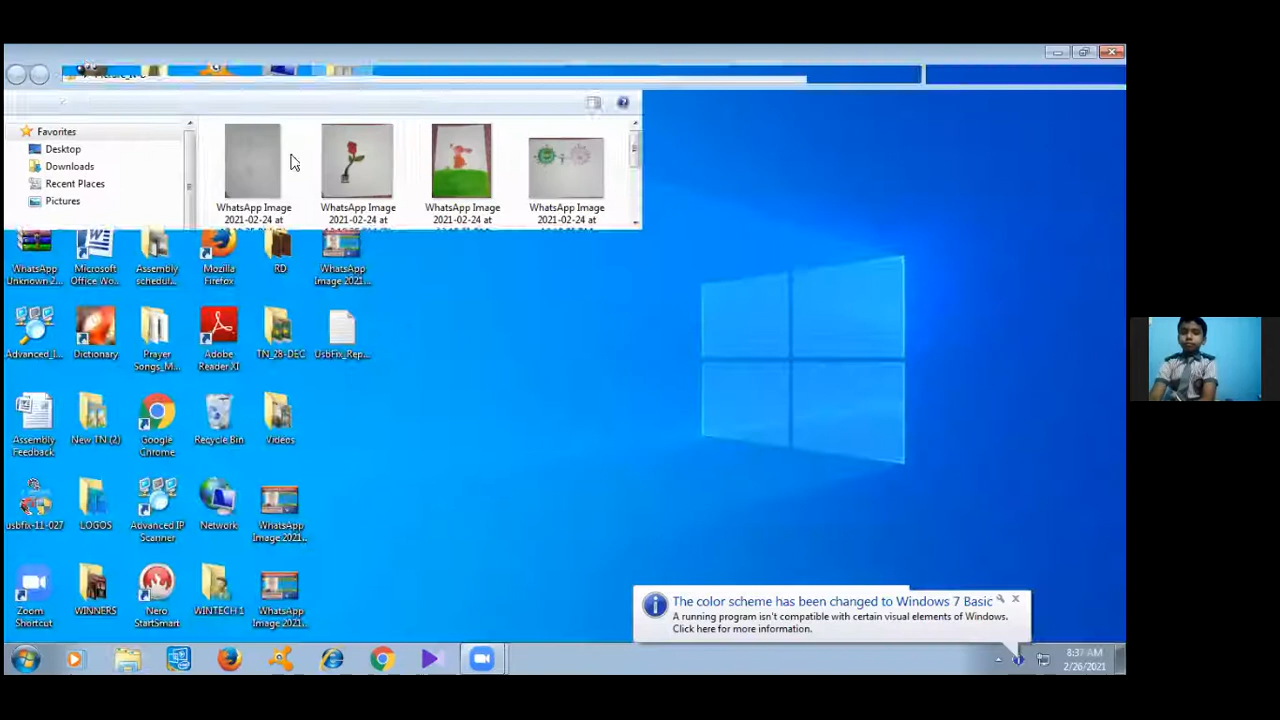 Favorites
Desktop
Downloads
Recent Places
Pictures
WhatsApp Image
2021-02-24 at
WhatsApp Image
2021-02-24 at
WhatsApp Image
2021-02-24 at
WhatsApp Image
2021-02-24 at
WhatsApp
Unknown 2...
Microsoft
Office Wo...
Assembly
schedul...
Mozilla
Firefox
RD
WhatsApp
Image 2021...
Advanced_I...
Dictionary
Prayer
Songs_M...
Adobe
Reader XI
TN_28-DEC
UsbFix_Rep...
Assembly
Feedback
New TN (2)
Google
Chrome
Recycle Bin
Videos
usbfix-11-027
LOGOS
Advanced IP
Scanner
Network
WhatsApp
Image 2021...
Zoom
Shortcut
WINNERS
Nero
StartSmart
WINTECH 1
WhatsApp
Image 2021...
The color scheme has been changed to Windows 7 Basic
A running program isn't compatible with certain visual elements of Windows.
Click here for more information.
8:37 AM
2/26/2021